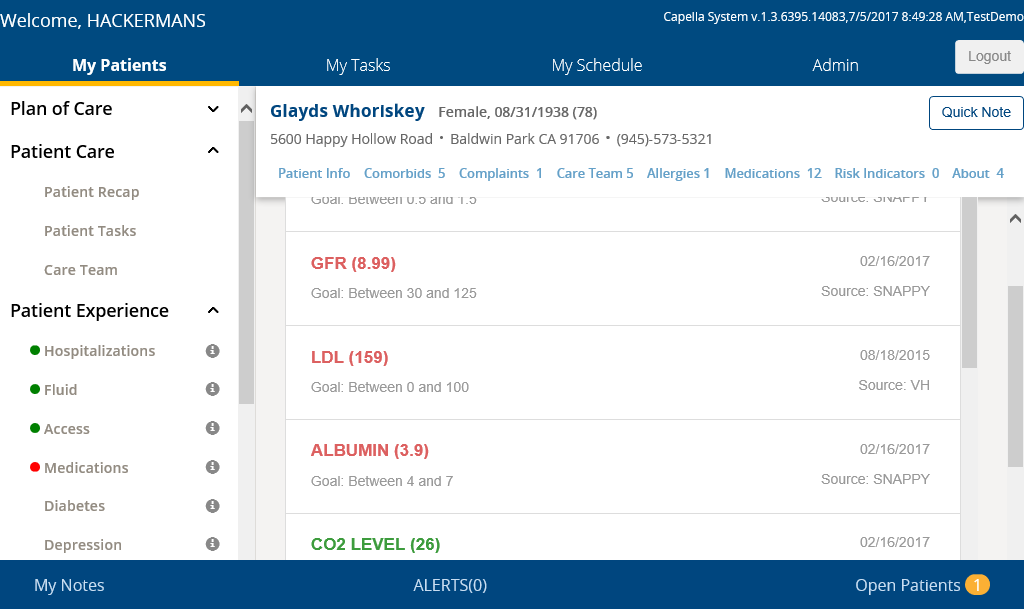 Welcome, HACKERMANS
Capella System v.1.3.6395.14083,7/5/2017 8:49:28 AM,TestDemo
My Patients
My Tasks
My Schedule
Admin
Logout
Plan of Care
Patient Care
Patient Recap
Patient Tasks
Care Team
Patient Experience
Hospitalizations
Fluid
Access
Medications
Diabetes
Depression
Glayds Whorlskey Female, 08/31/1938 (78)
Quick Note
5600 Happy Hollow Road • Baldwin Park CA 91706 • (945)-573-5321
Patient Info Comorbids 5 Complaints 1 Care Team 5 Allergies 1 Medications 12 Risk Indicators 0 About 4
Goal: Between 0.5 and 1.5 Source: SNAPPY
GFR (8.99) 02/16/2017
Goal: Between 30 and 125 Source: SNAPPY
LDL (159) 08/18/2015
Goal: Between 0 and 100 Source: VH
ALBUMIN (3.9) 02/16/2017
Goal: Between 4 and 7 Source: SNAPPY
CO2 LEVEL (26) 02/16/2017
My Notes
ALERTS(0)
Open Patients 1